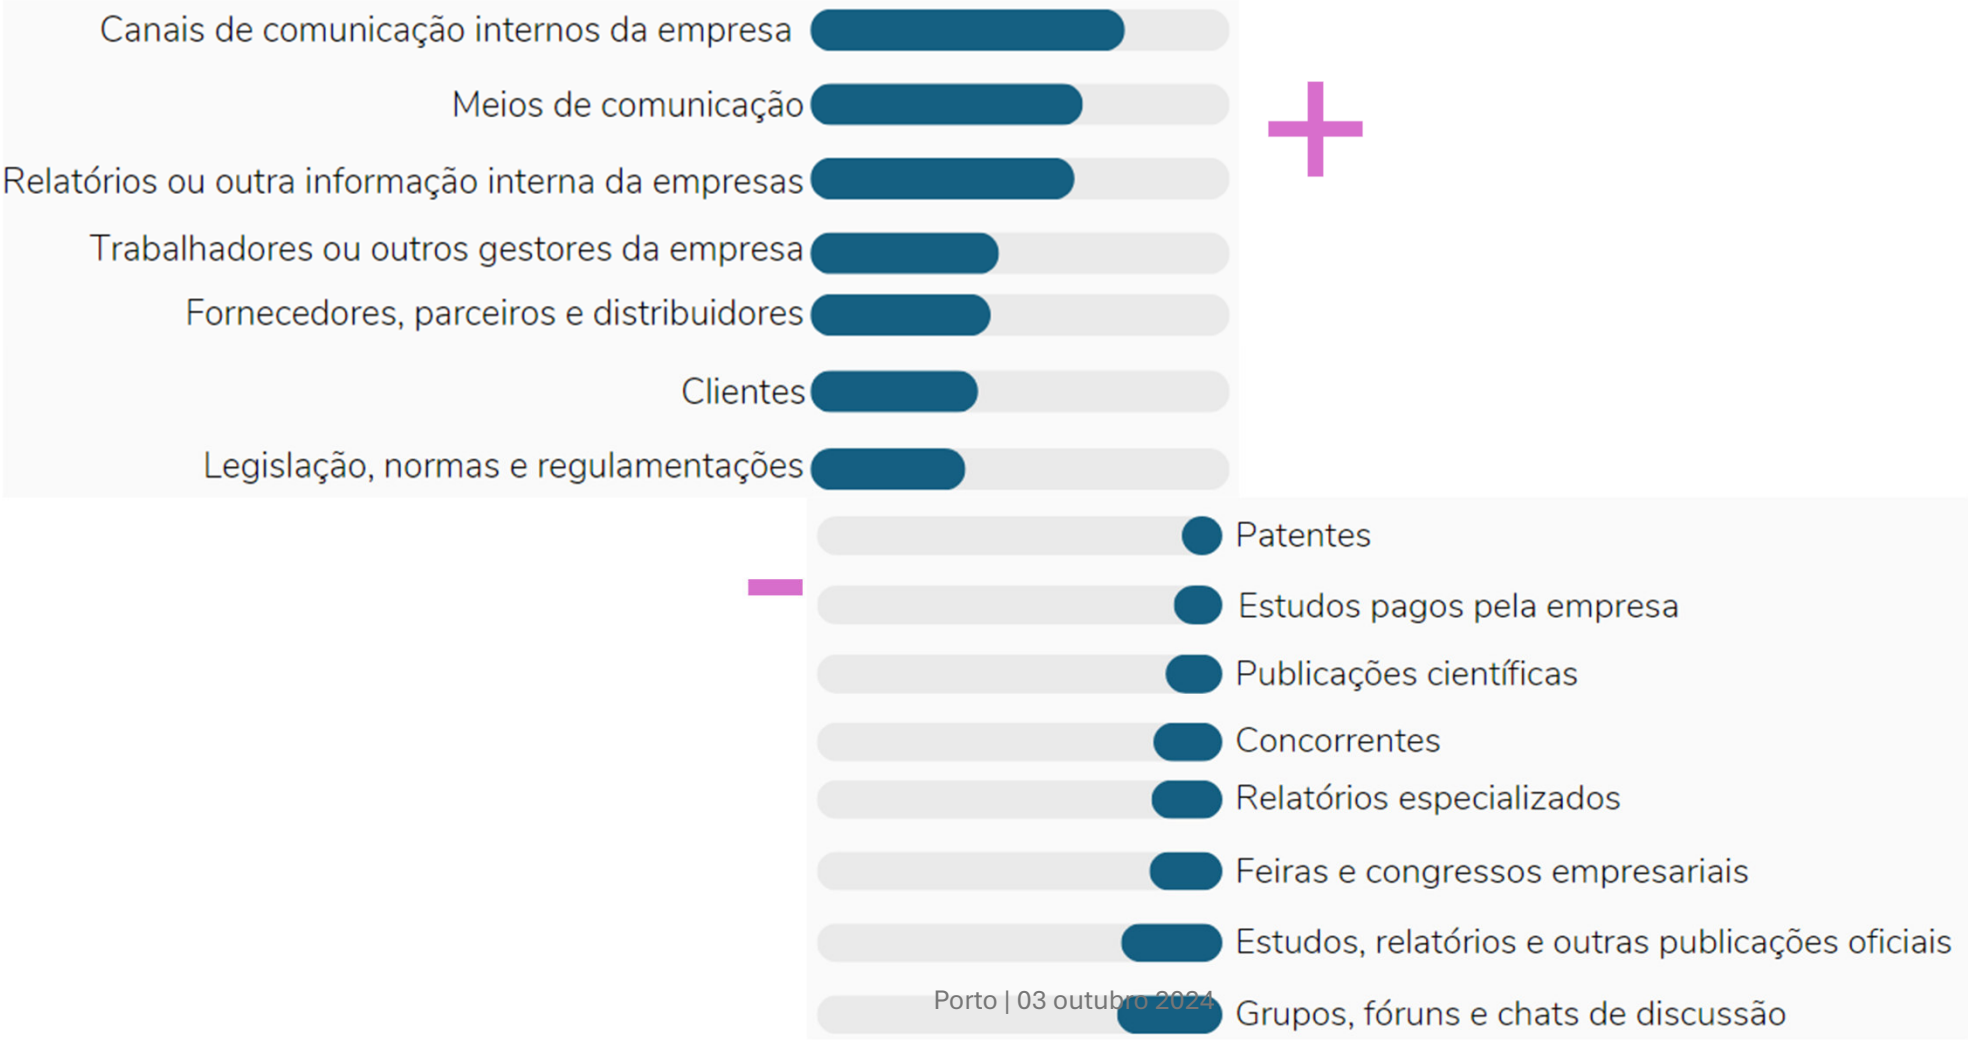 Canais de comunicação internos da empresa
Meios de comunicação
Relatórios ou outra informação interna da empresas
Trabalhadores ou outros gestores da empresa
Fornecedores, parceiros e distribuidores
Clientes
Legislação, normas e regulamentações
Patentes
Estudos pagos pela empresa
Publicações científicas
Concorrentes
Relatórios especializados
Feiras e congressos empresariais
Estudos, relatórios e outras publicações oficiais
Porto | 03 outubro 2024
Grupos, fóruns e chats de discussão